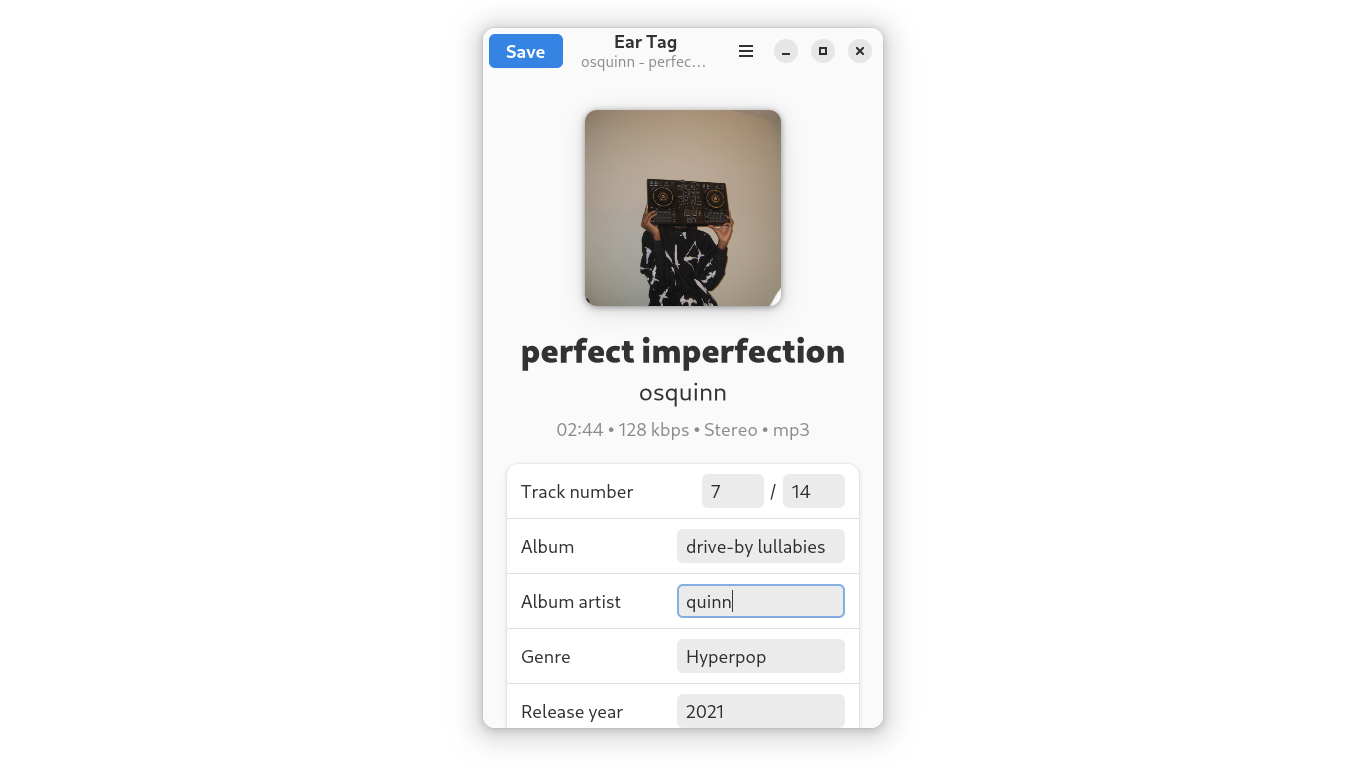 Save
Ear Tag
osquinn - perfec...
perfect imperfection
osquinn
02:44 • 128 kbps • Stereo • mp3
Track number 7 / 14
Album drive-by lullabies
Album artist quinn
Genre Hyperpop
Release year 2021